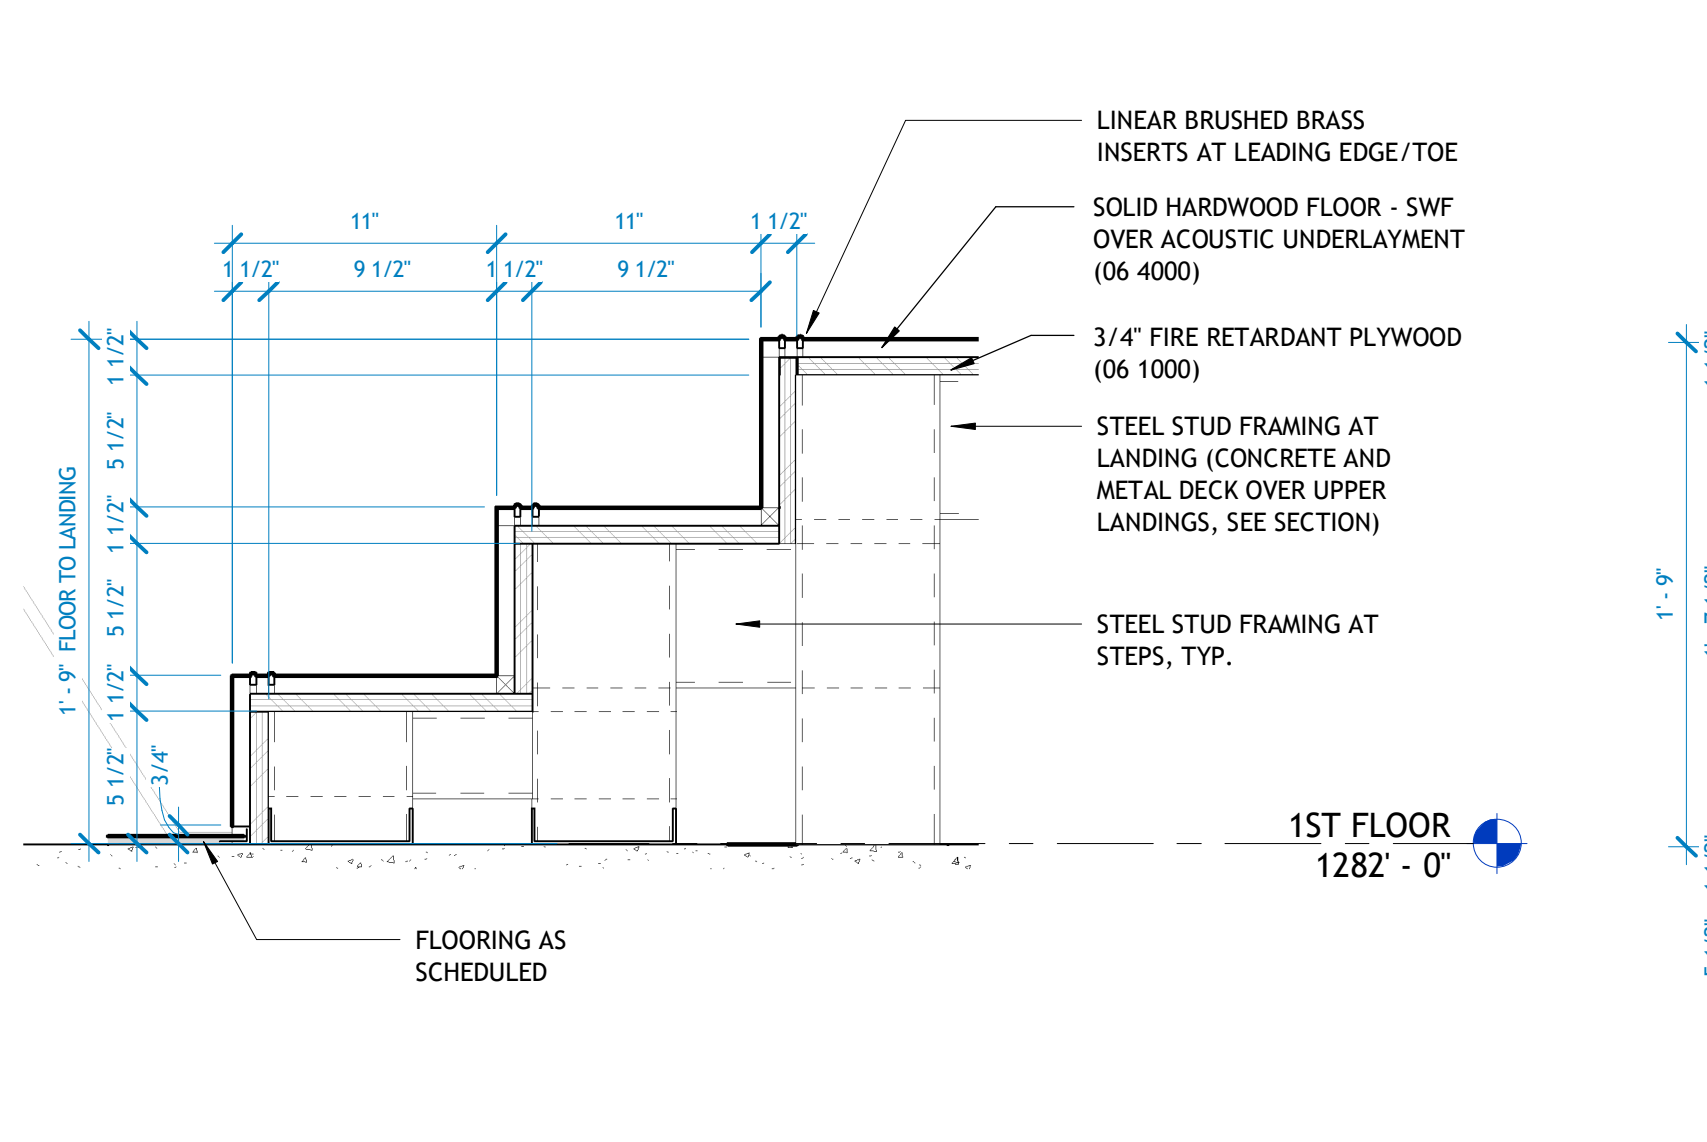 LINEAR BRUSHED BRASS
INSERTS AT LEADING EDGE/TOE
SOLID HARDWOOD FLOOR - SWF
OVER ACOUSTIC UNDERLAYMENT
(06 4000)
3/4" FIRE RETARDANT PLYWOOD
(06 1000)
STEEL STUD FRAMING AT
LANDING (CONCRETE AND
METAL DECK OVER UPPER
LANDINGS, SEE SECTION)
STEEL STUD FRAMING AT
STEPS, TYP.
11"
11"
1 1/2"
1 1/2"
9 1/2"
1 1/2"
9 1/2"
1 1/2"
5 1/2"
1 1/2"
5 1/2"
1 1/2"
5 1/2"
3/4"
1' - 9" FLOOR TO LANDING
1' - 9"
1ST FLOOR
1282' - 0"
FLOORING AS
SCHEDULED